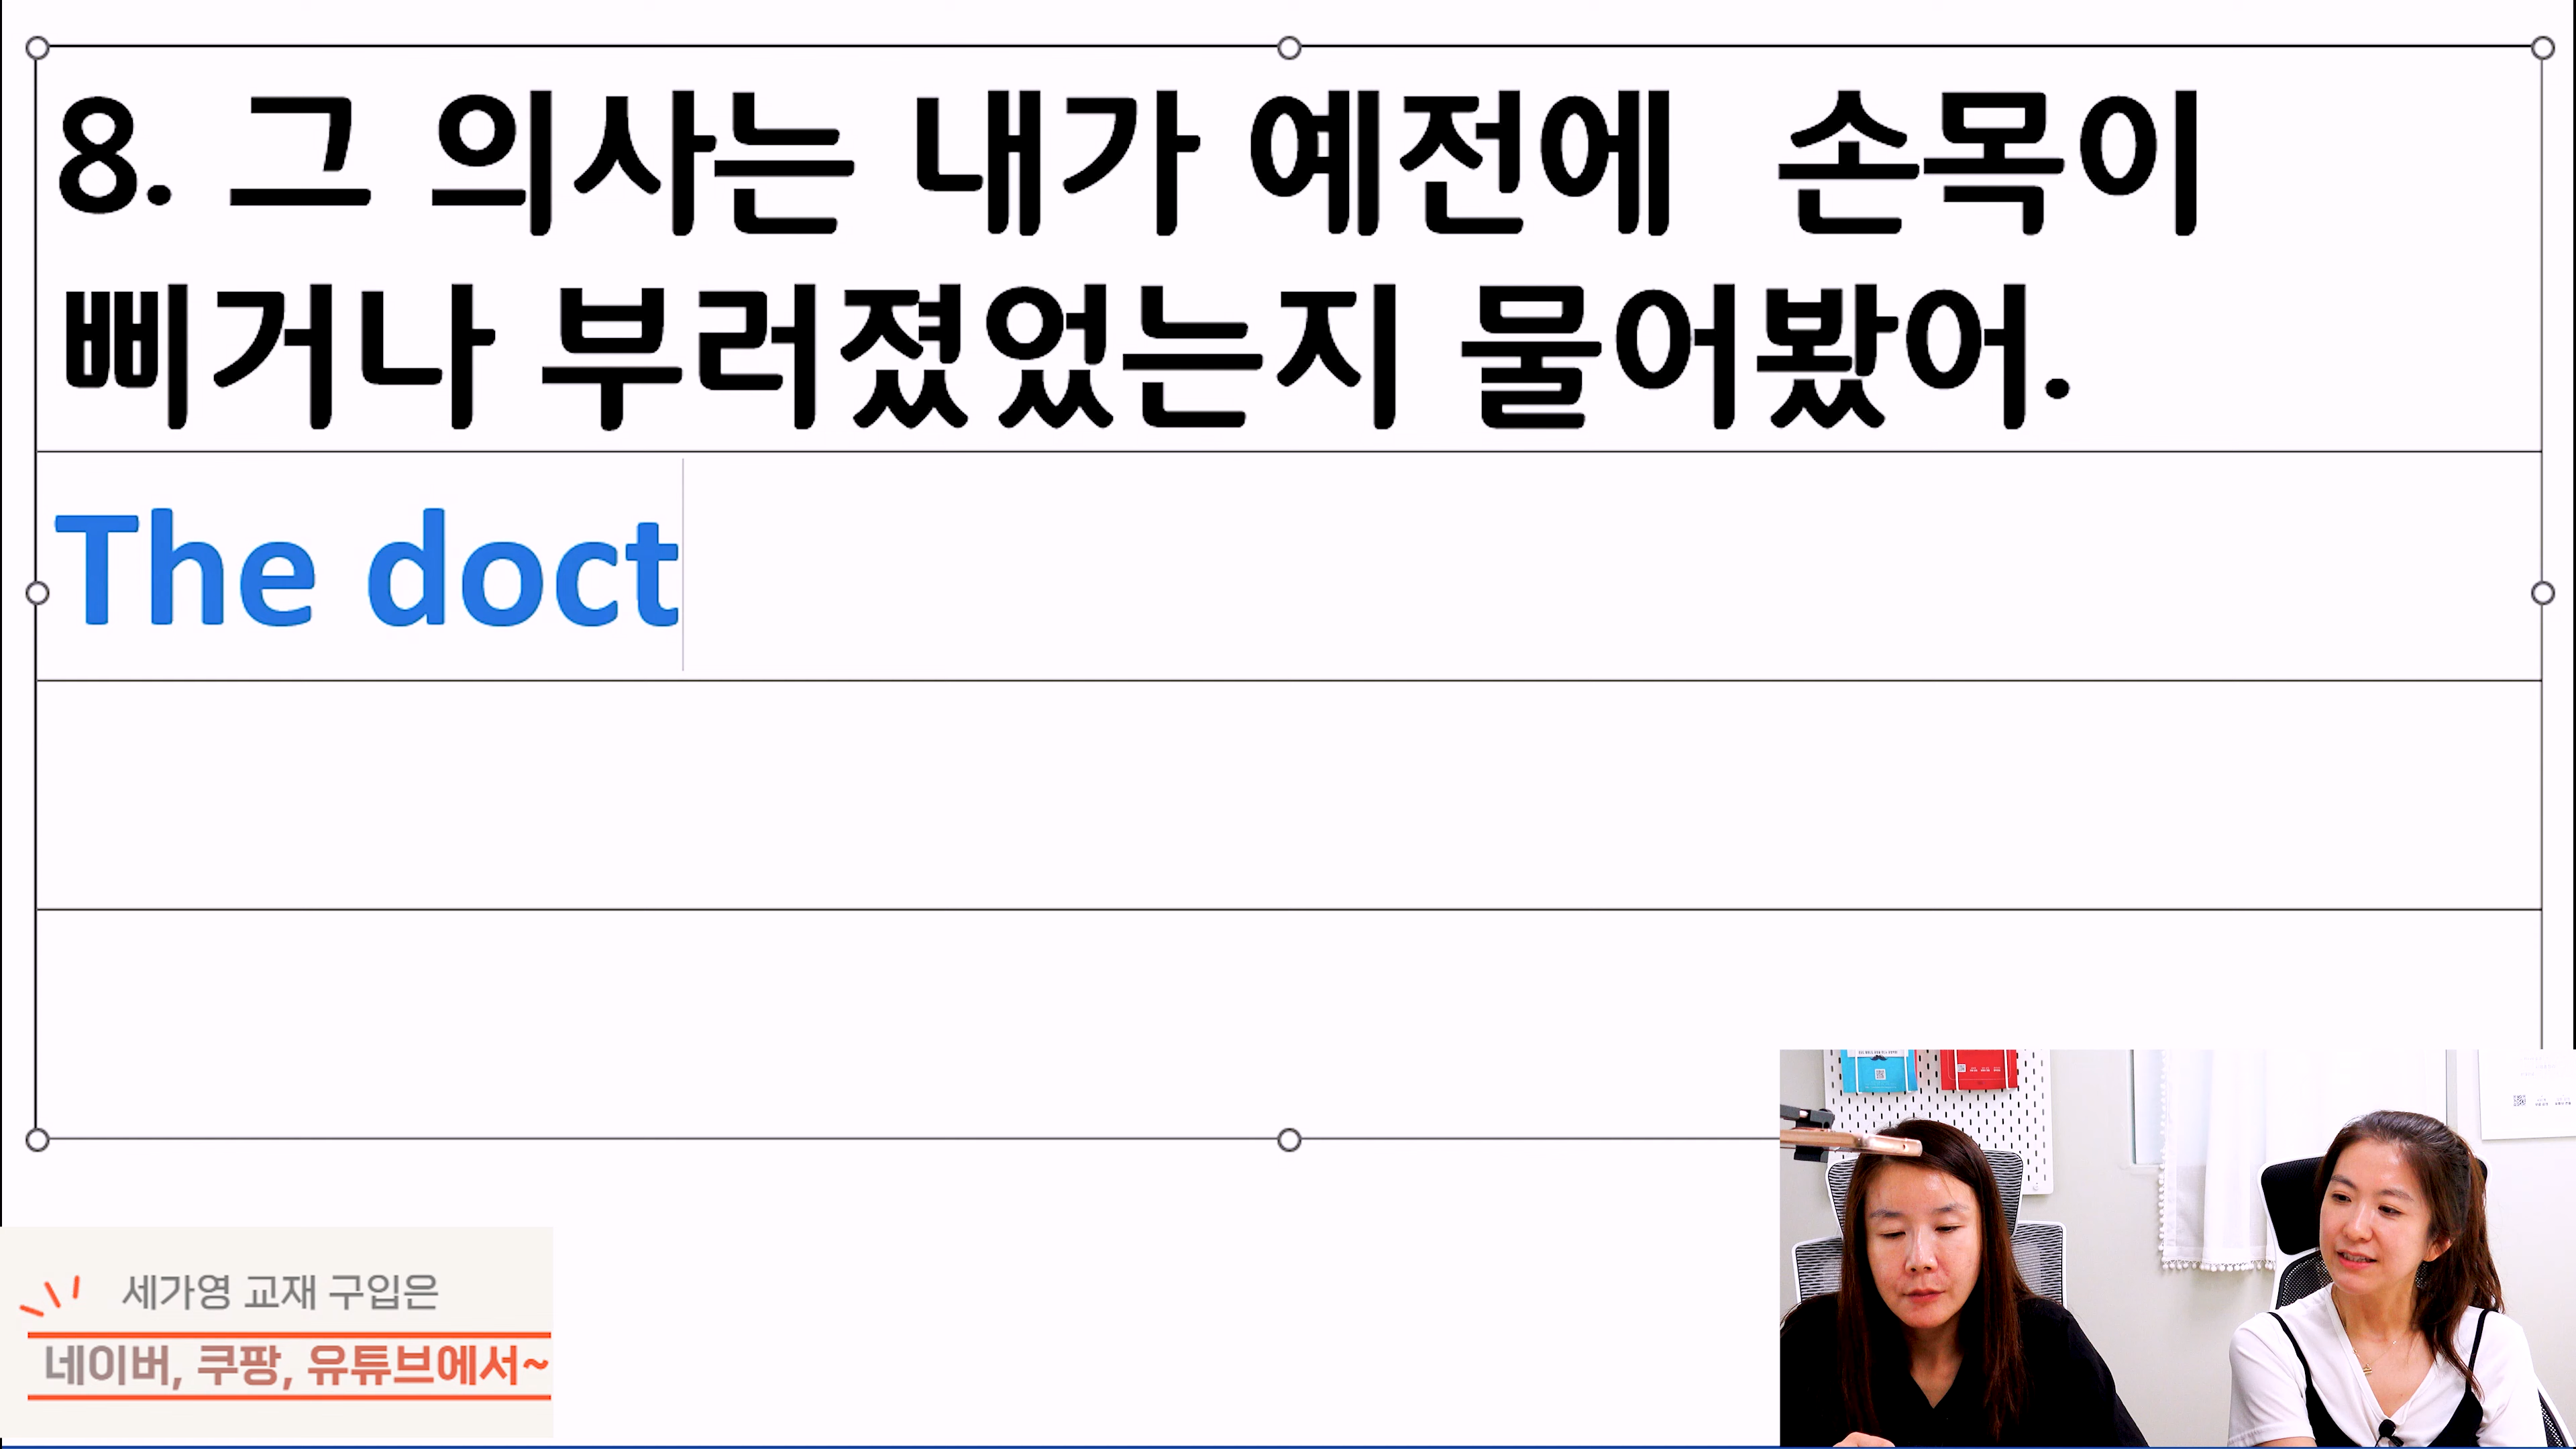 8. 그 의사는 내가 예전에  손목이
삐거나 부러졌었는지 물어봤어.
The doct
세가영 교재 구입은
네이버, 쿠팡, 유튜브에서~